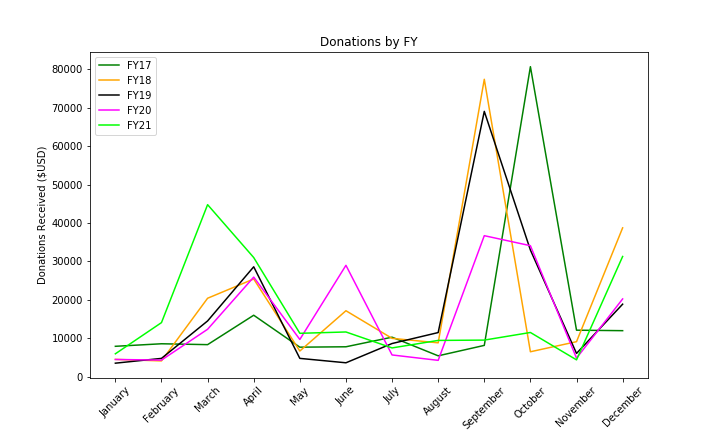 Donations by FY
FY17
FY18
FY19
FY20
FY21
Donations Received ($USD)
80000
70000
60000
50000
40000
30000
20000
10000
0
January
February
March
April
May
June
July
August
September
October
November
December